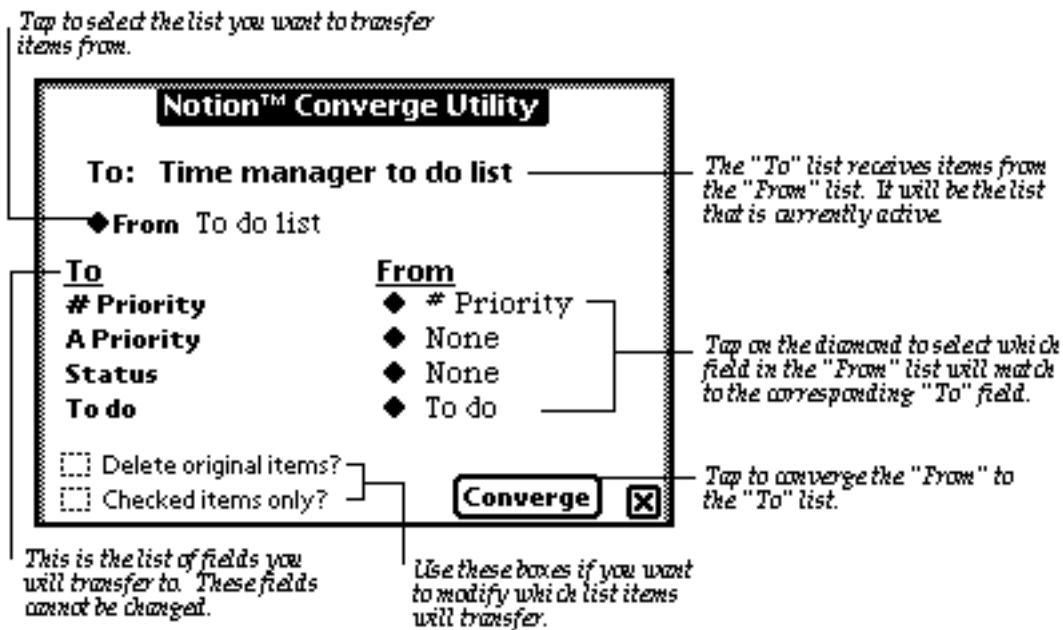 Tap to select the list you want to transfer
items from.
Notion™ Converge Utility
To: Time manager to do list
The "To" list receives items from
the "From" list. It will be the list
that is currently active.
◆From To do list
To From
# Priority ◆ # Priority
A Priority ◆ None
Status ◆ None
To do ◆ To do
Tap on the diamond to select which
field in the "From" list will match
to the corresponding "To" field.
Delete original items?
Checked items only?
Converge
Tap to converge the "From" to
the "To" list.
This is the list of fields you
will transfer to. These fields
cannot be changed.
Use these boxes if you want
to modify which list items
will transfer.